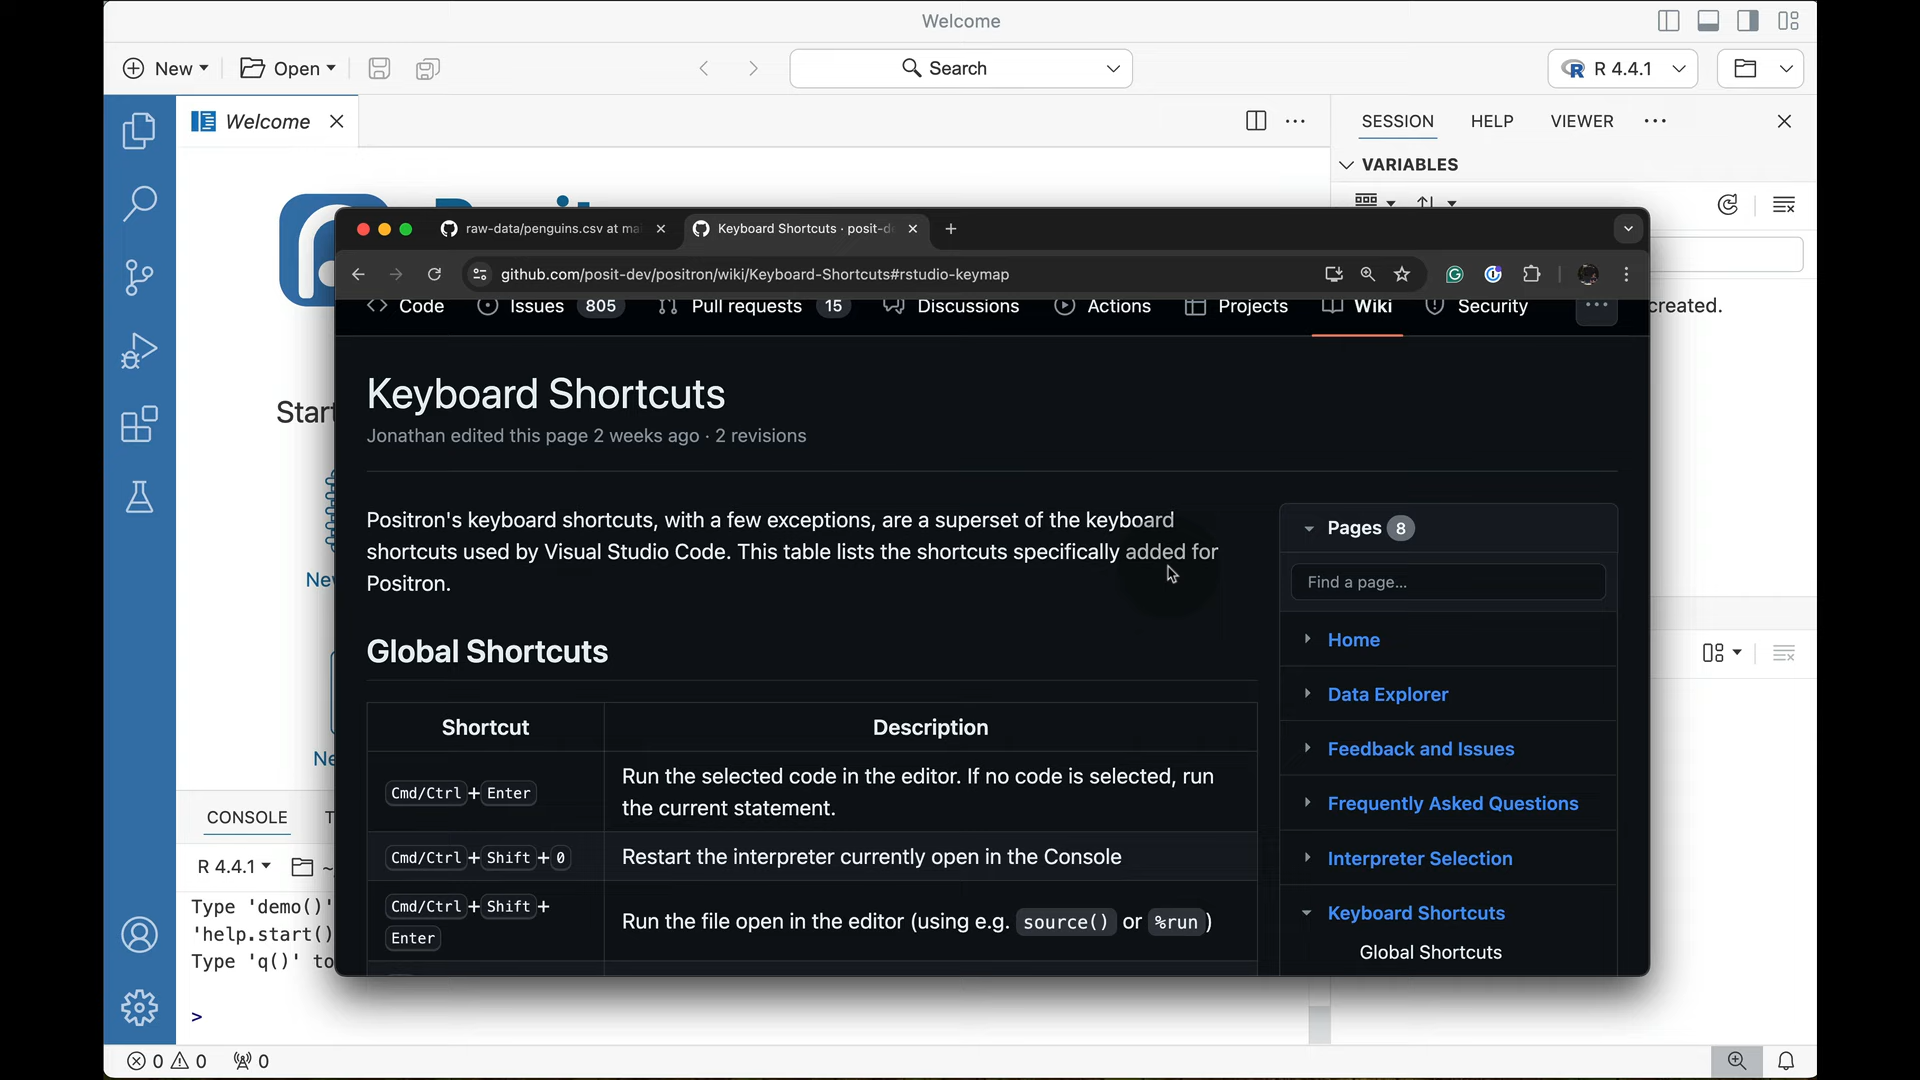 Welcome
New
Open
Search
R 4.4.1
Welcome
SESSION HELP VIEWER
VARIABLES
raw-data/penguins.csv at ma
Keyboard Shortcuts · posit-d
github.com/posit-dev/positron/wiki/Keyboard-Shortcuts#rstudio-keymap
Code
Issues 805
Pull requests 15
Discussions
Actions
Projects
Wiki
Security
created.
Keyboard Shortcuts
Jonathan edited this page 2 weeks ago · 2 revisions
Start
Positron's keyboard shortcuts, with a few exceptions, are a superset of the keyboard
shortcuts used by Visual Studio Code. This table lists the shortcuts specifically added for
Positron.
Pages 8
Find a page...
Home
Data Explorer
Feedback and Issues
Frequently Asked Questions
Interpreter Selection
Keyboard Shortcuts
Global Shortcuts
Ne
Global Shortcuts
Shortcut Description
Cmd/Ctrl+Enter Run the selected code in the editor. If no code is selected, run
the current statement.
Cmd/Ctrl+Shift+0 Restart the interpreter currently open in the Console
Cmd/Ctrl+Shift+
Enter
Run the file open in the editor (using e.g. source() or %run)
Ne
CONSOLE T
R 4.4.1 ~
Type 'demo()'
'help.start()
Type 'q()' to
>
0 0 0